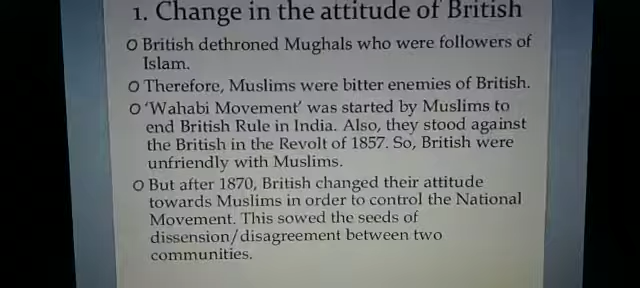 1. Change in the attitude of British
O British dethroned Mughals who were followers of
Islam.
O Therefore, Muslims were bitter enemies of British.
O 'Wahabi Movement' was started by Muslims to
end British Rule in India. Also, they stood against
the British in the Revolt of 1857. So, British were
unfriendly with Muslims.
O But after 1870, British changed their attitude
towards Muslims in order to control the National
Movement. This sowed the seeds of
dissension/disagreement between two
communities.